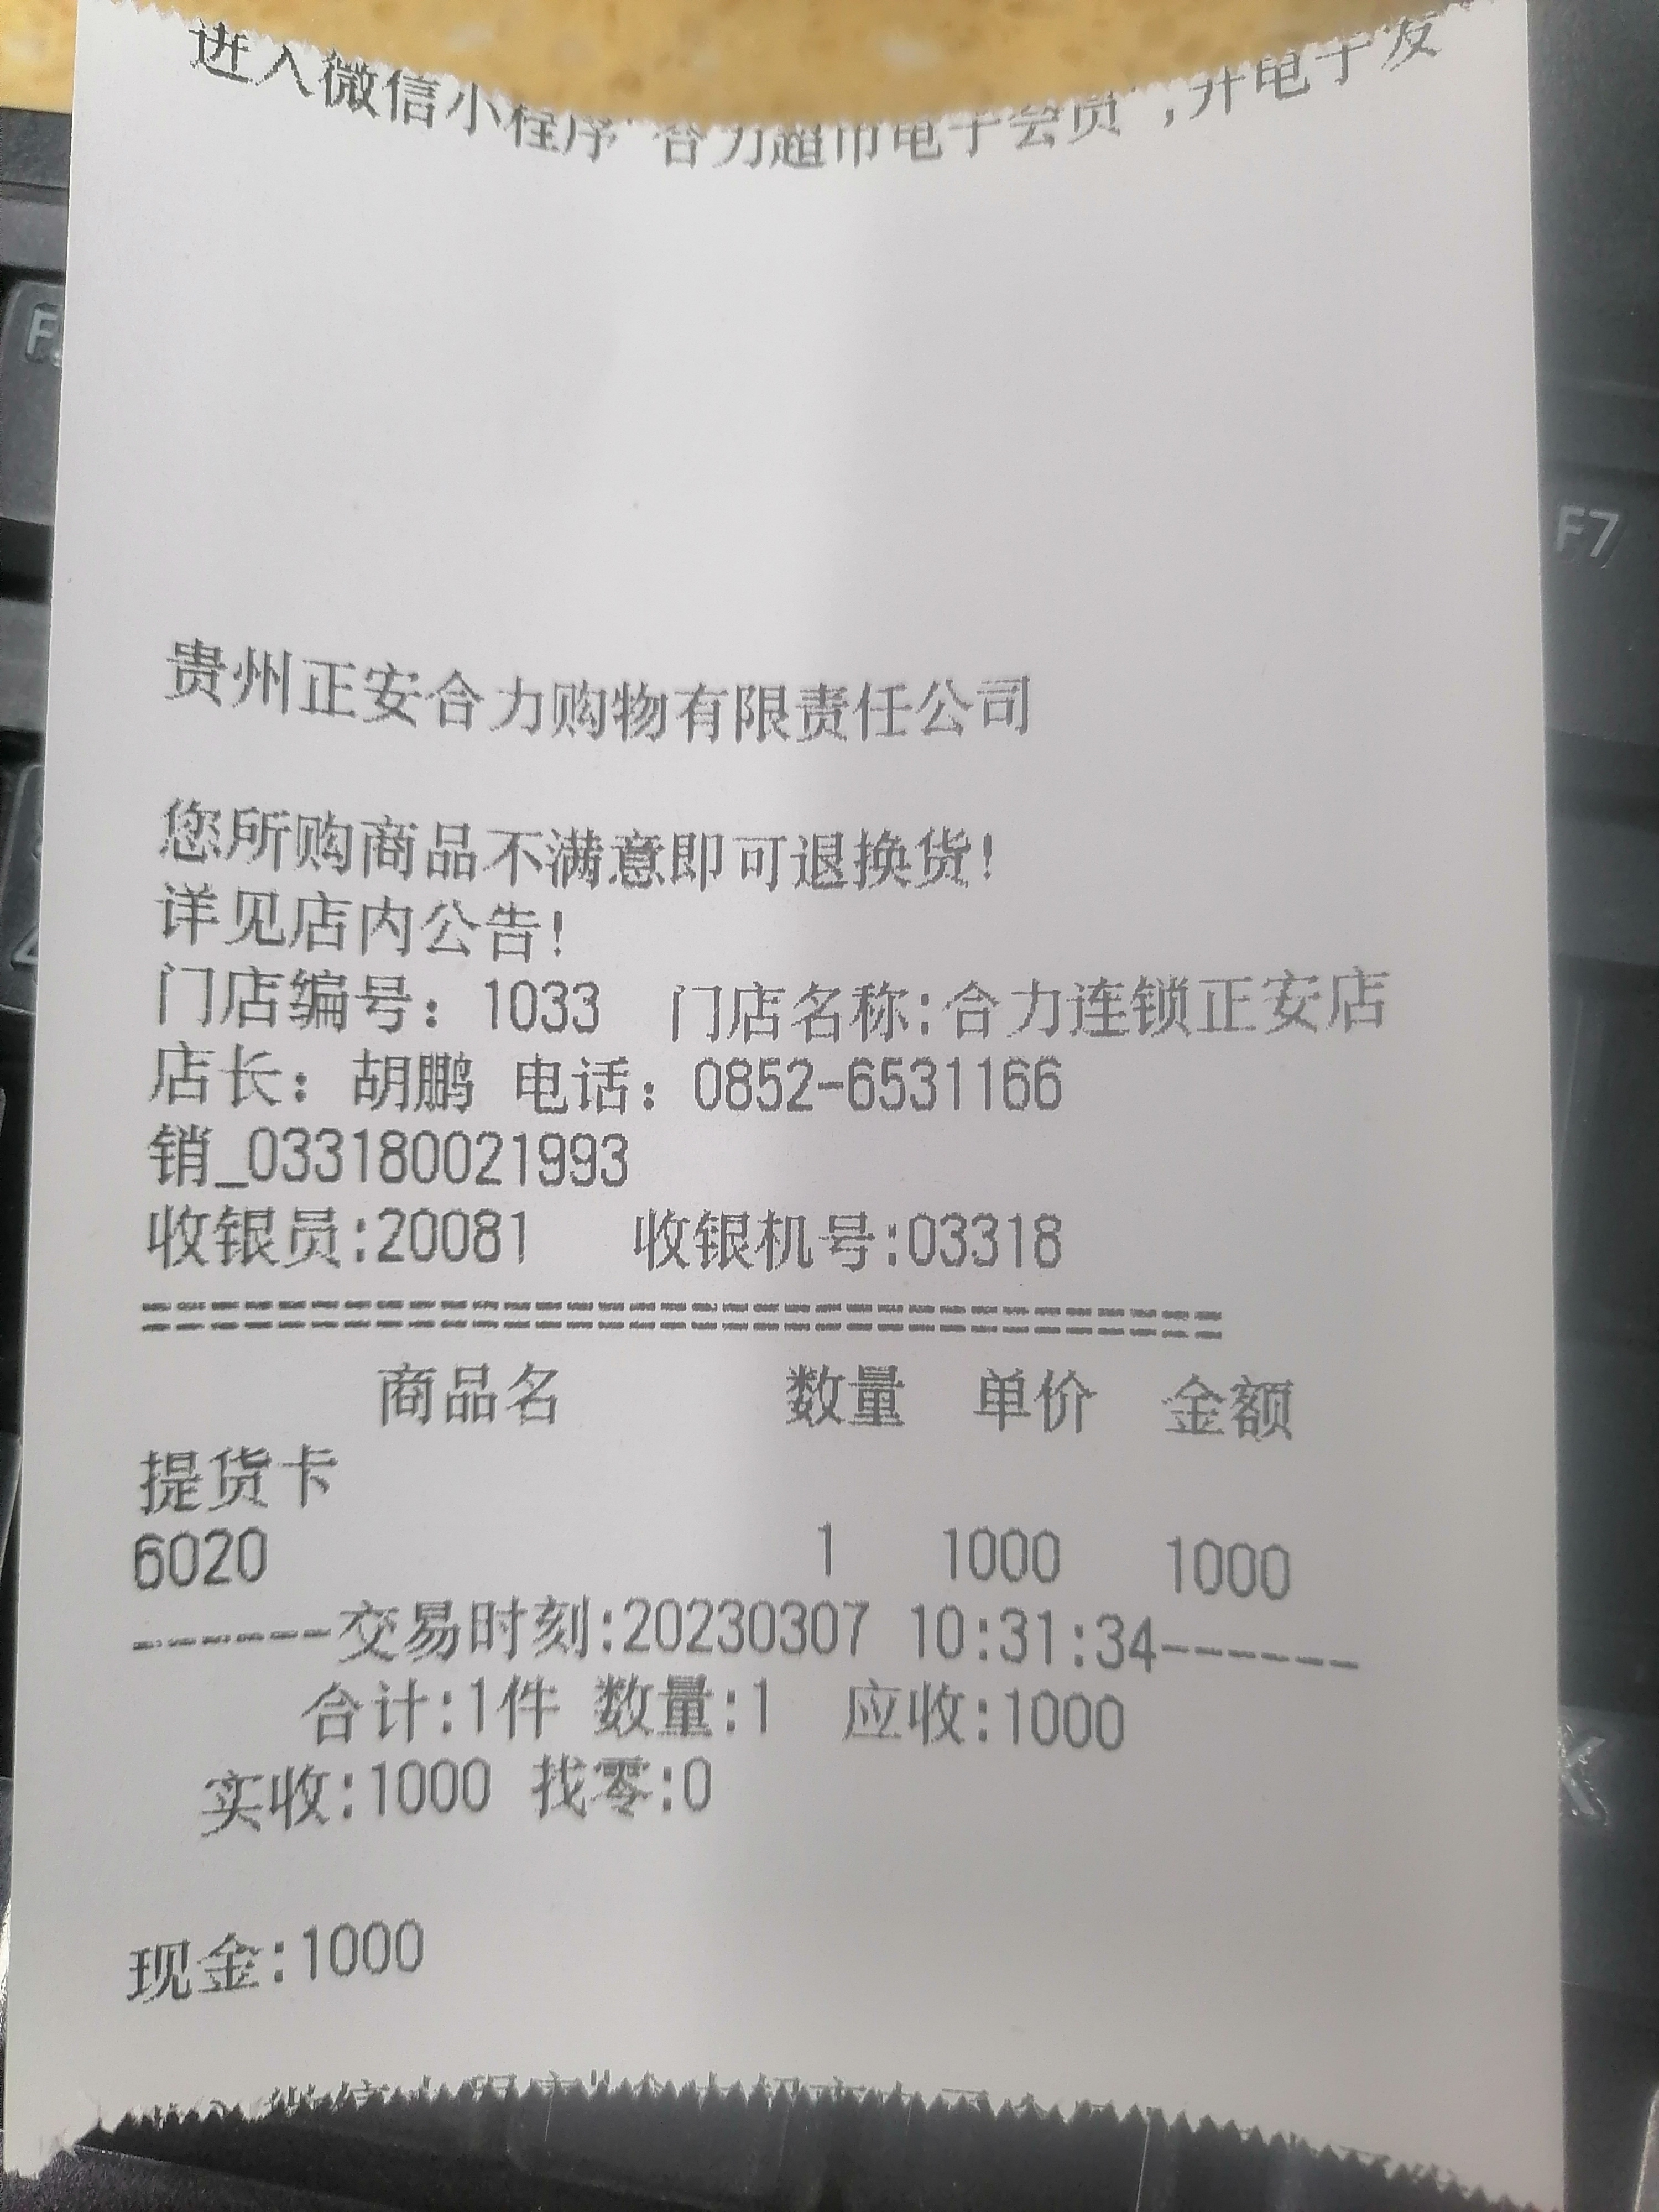 进入微信小程序"合力超市电子会员",开电子发
贵州正安合力购物有限责任公司
您所购商品不满意即可退换货!
详见店内公告!
门店编号: 1033 门店名称:合力连锁正安店
店长: 胡鹏 电话: 0852-6531166
销_033180021993
收银员:20081 收银机号:03318
==================================
商品名 数量 单价 金额
提货卡
6020 1 1000 1000
------交易时刻:20230307 10:31:34------
合计:1件 数量:1 应收:1000
实收:1000 找零:0
现金:1000
F7
K